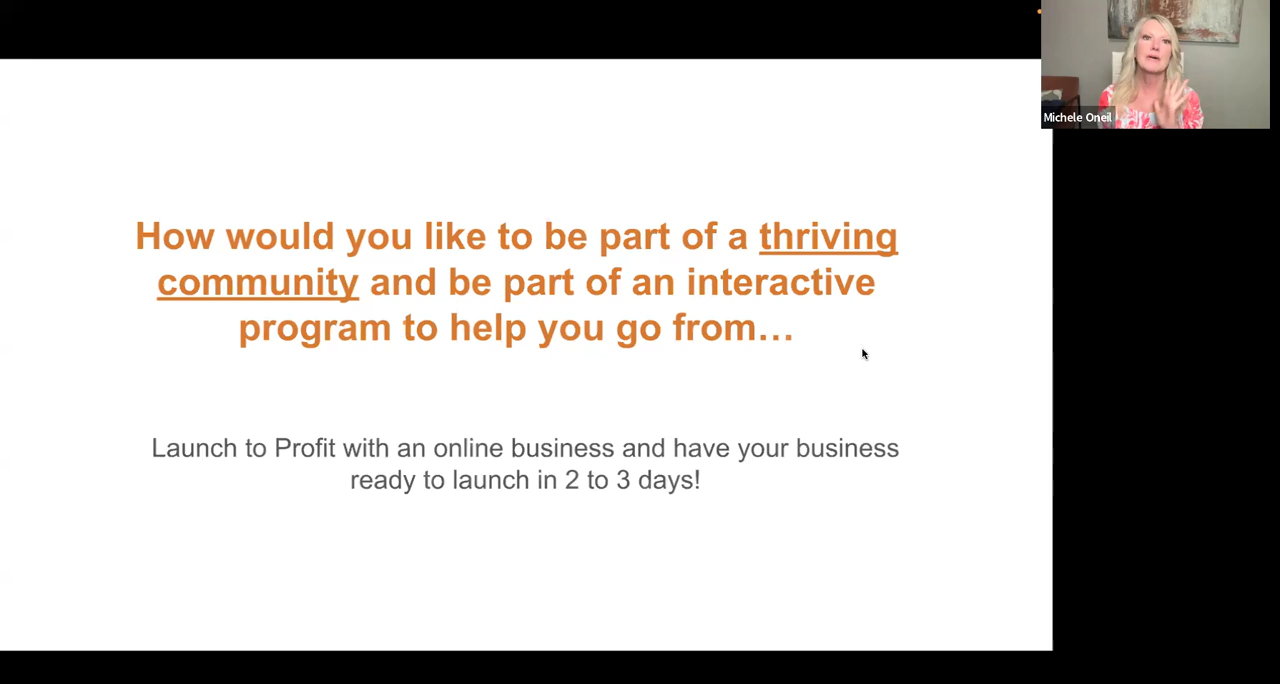 Michele Oneil
How would you like to be part of a thriving
community and be part of an interactive
program to help you go from…
Launch to Profit with an online business and have your business
ready to launch in 2 to 3 days!